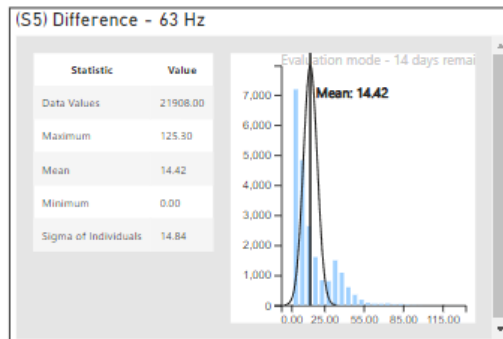 (S5) Difference - 63 Hz
Statistic Value
Data Values 21908.00
Maximum 125.30
Mean 14.42
Minimum 0.00
Sigma of Individuals 14.84
Evaluation mode - 14 days remai
Mean: 14.42
7,000
6,000
5,000
4,000
3,000
2,000
1,000
0
0.00 25.00 55.00 85.00 115.00